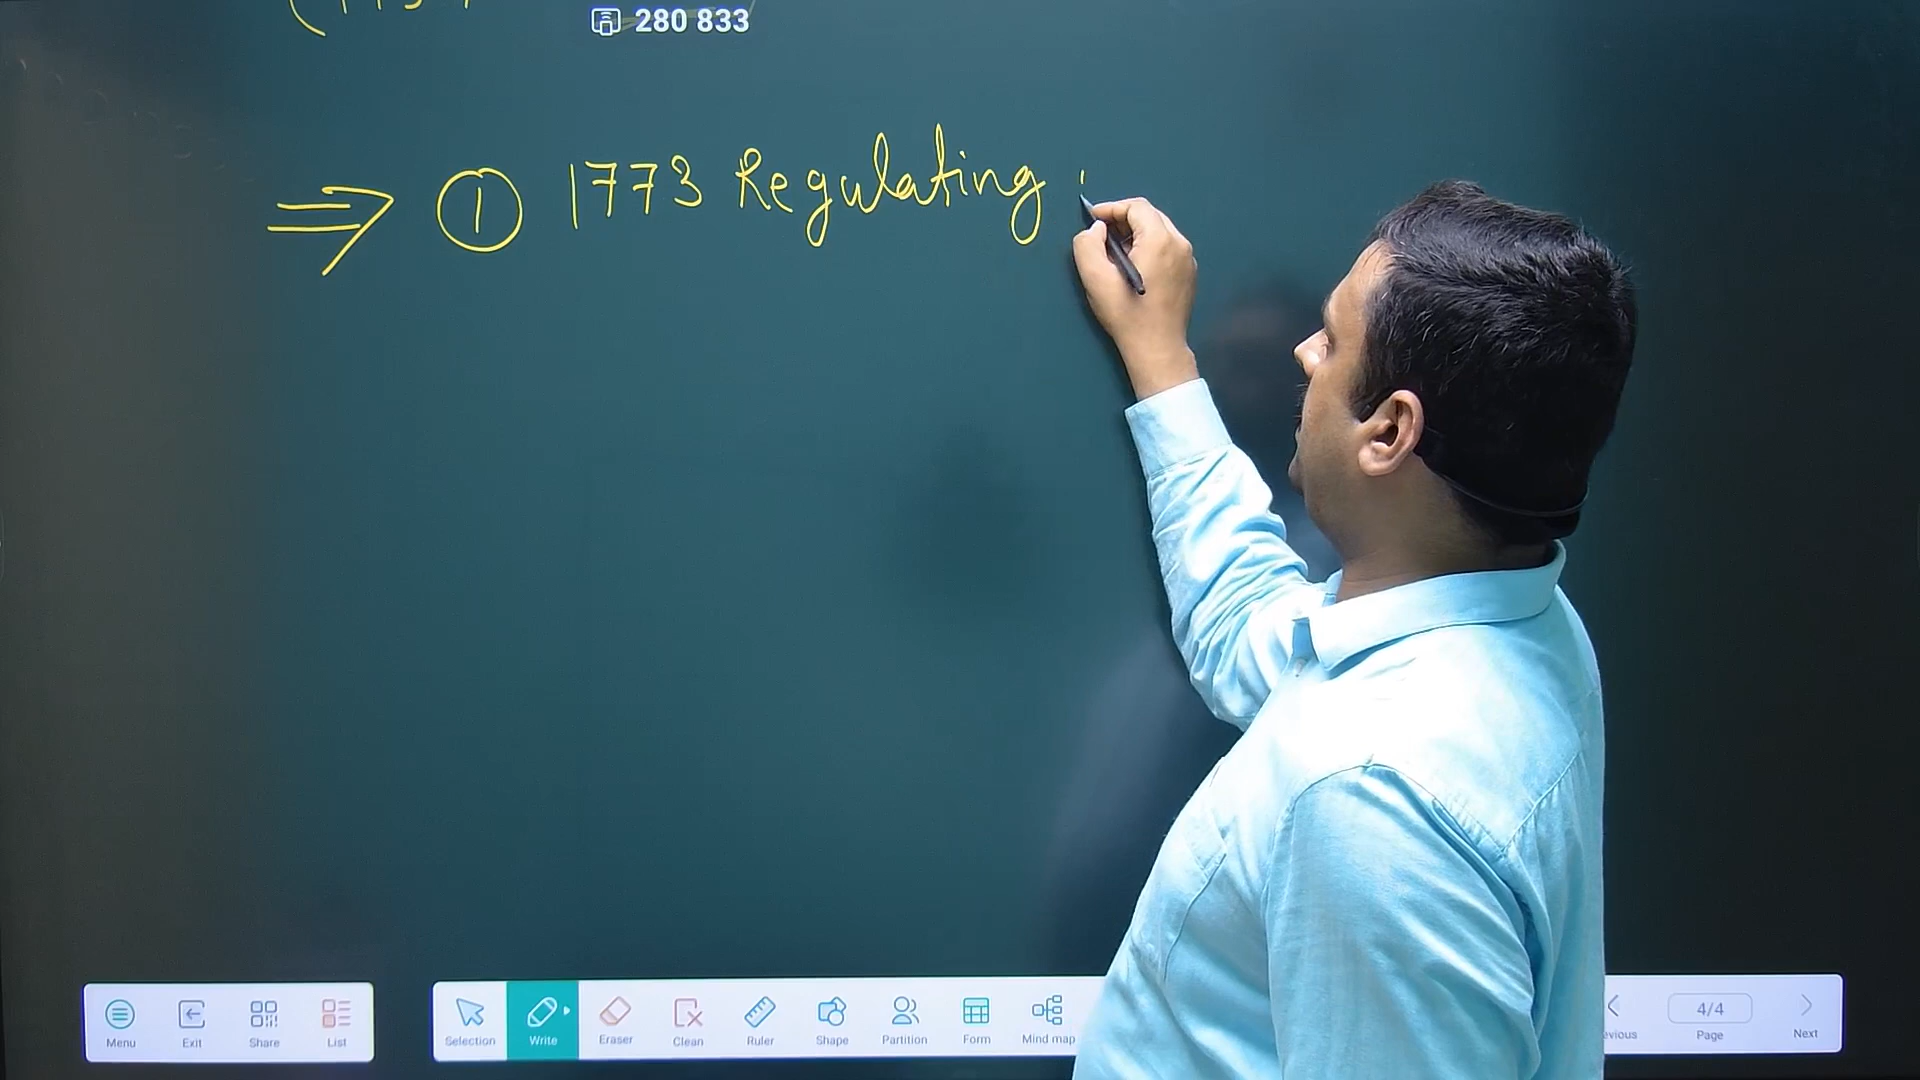 280 833
⇒ ① 1773 Regulating
Menu
Exit
Share
List
Selection
Write
Eraser
Clean
Ruler
Shape
Partition
Form
Mind map
evious
4/4
Page
Next